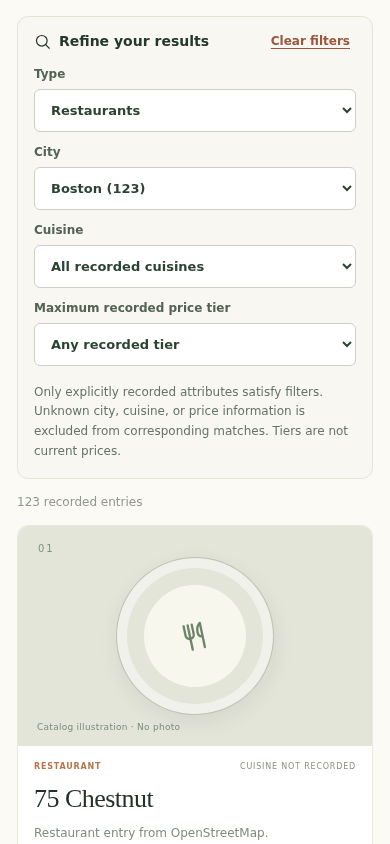 Refine your results
Clear filters
Type
Restaurants
City
Boston (123)
Cuisine
All recorded cuisines
Maximum recorded price tier
Any recorded tier
Only explicitly recorded attributes satisfy filters.
Unknown city, cuisine, or price information is
excluded from corresponding matches. Tiers are not
current prices.
123 recorded entries
01
Catalog illustration · No photo
RESTAURANT
CUISINE NOT RECORDED
75 Chestnut
Restaurant entry from OpenStreetMap.